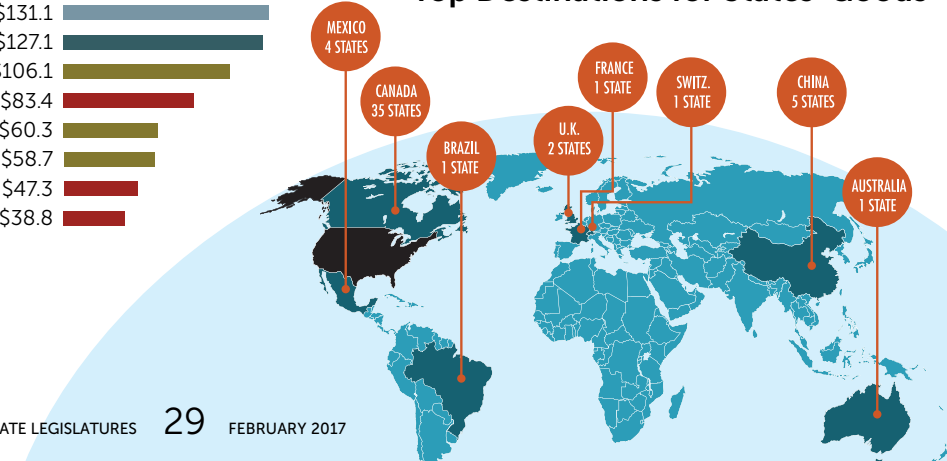 $131.1
$127.1
$106.1
$83.4
$60.3
$58.7
$47.3
$38.8
MEXICO
4 STATES
CANADA
35 STATES
BRAZIL
1 STATE
U.K.
2 STATES
FRANCE
1 STATE
SWITZ.
1 STATE
CHINA
5 STATES
AUSTRALIA
1 STATE
ATE LEGISLATURES 29 FEBRUARY 2017